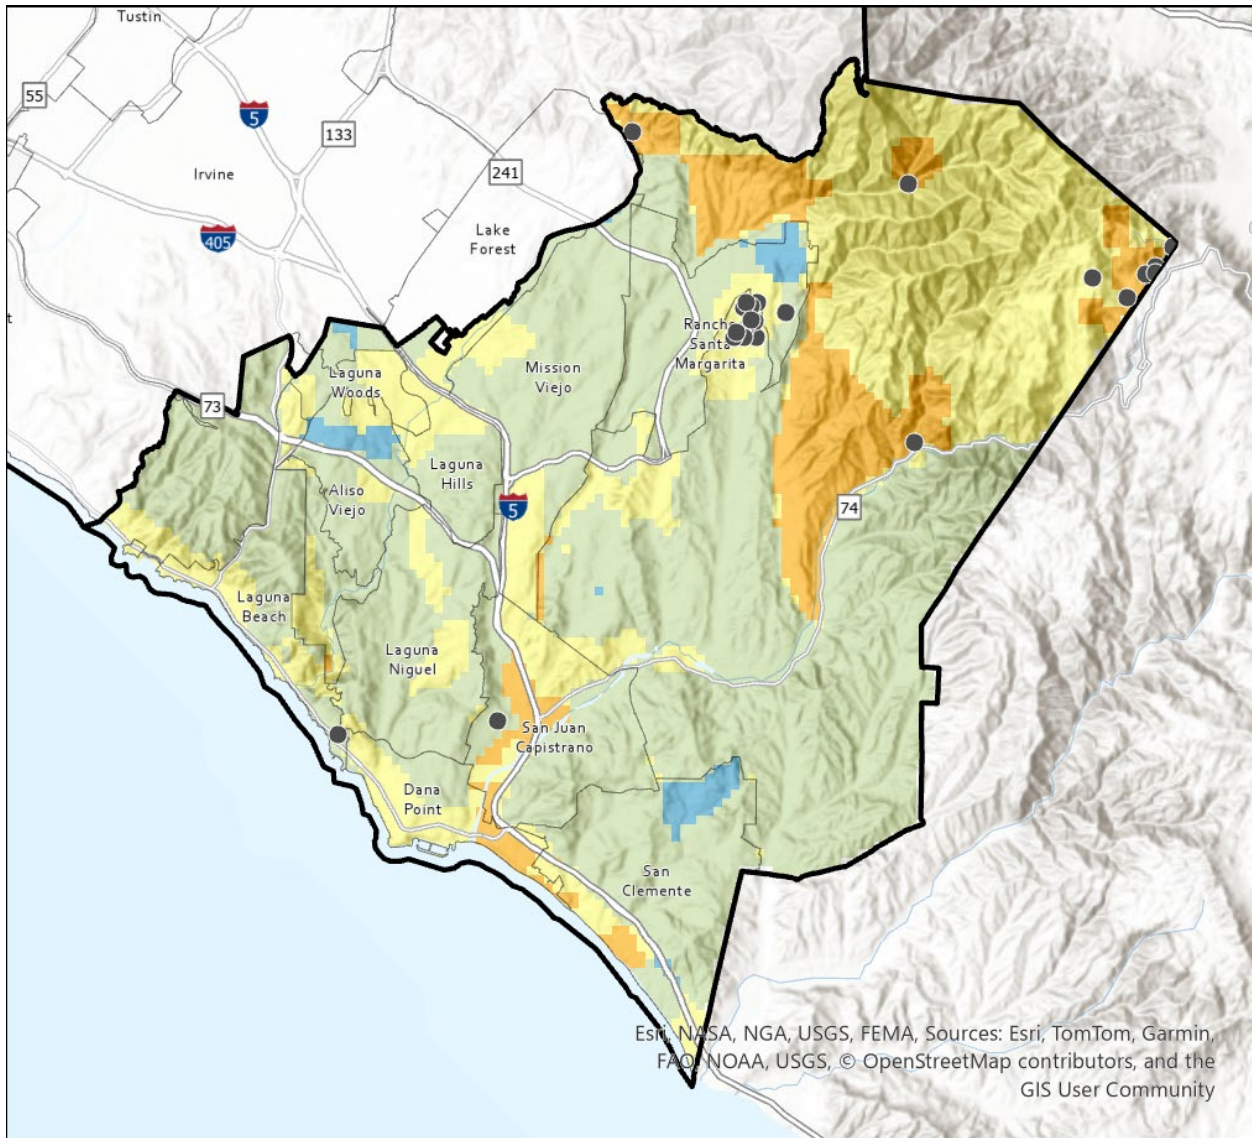 Tustin
55
5
133
Irvine
241
405
Lake
Forest
t
Rancho
Santa
Margarita
Mission
Viejo
Laguna
Woods
73
Laguna
Hills
Aliso
Viejo
5
74
Laguna
Beach
Laguna
Niguel
San Juan
Capistrano
Dana
Point
San
Clemente
Esri, NASA, NGA, USGS, FEMA, Sources: Esri, TomTom, Garmin,
FAO, NOAA, USGS, © OpenStreetMap contributors, and the
GIS User Community